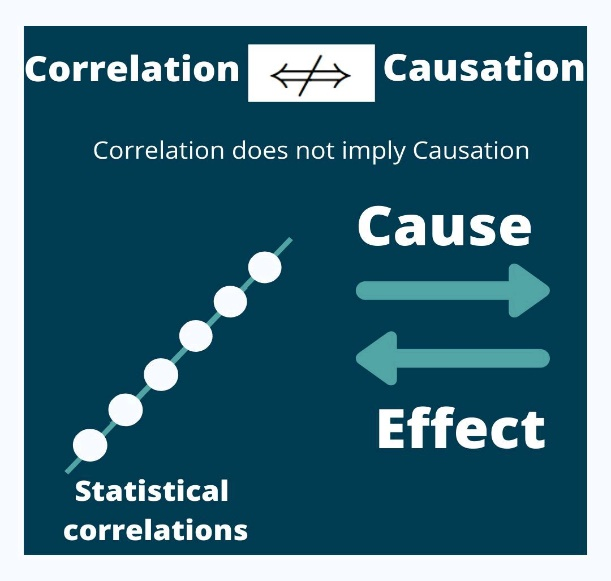 Correlation ⇎ Causation
Correlation does not imply Causation
Cause
Effect
Statistical
correlations